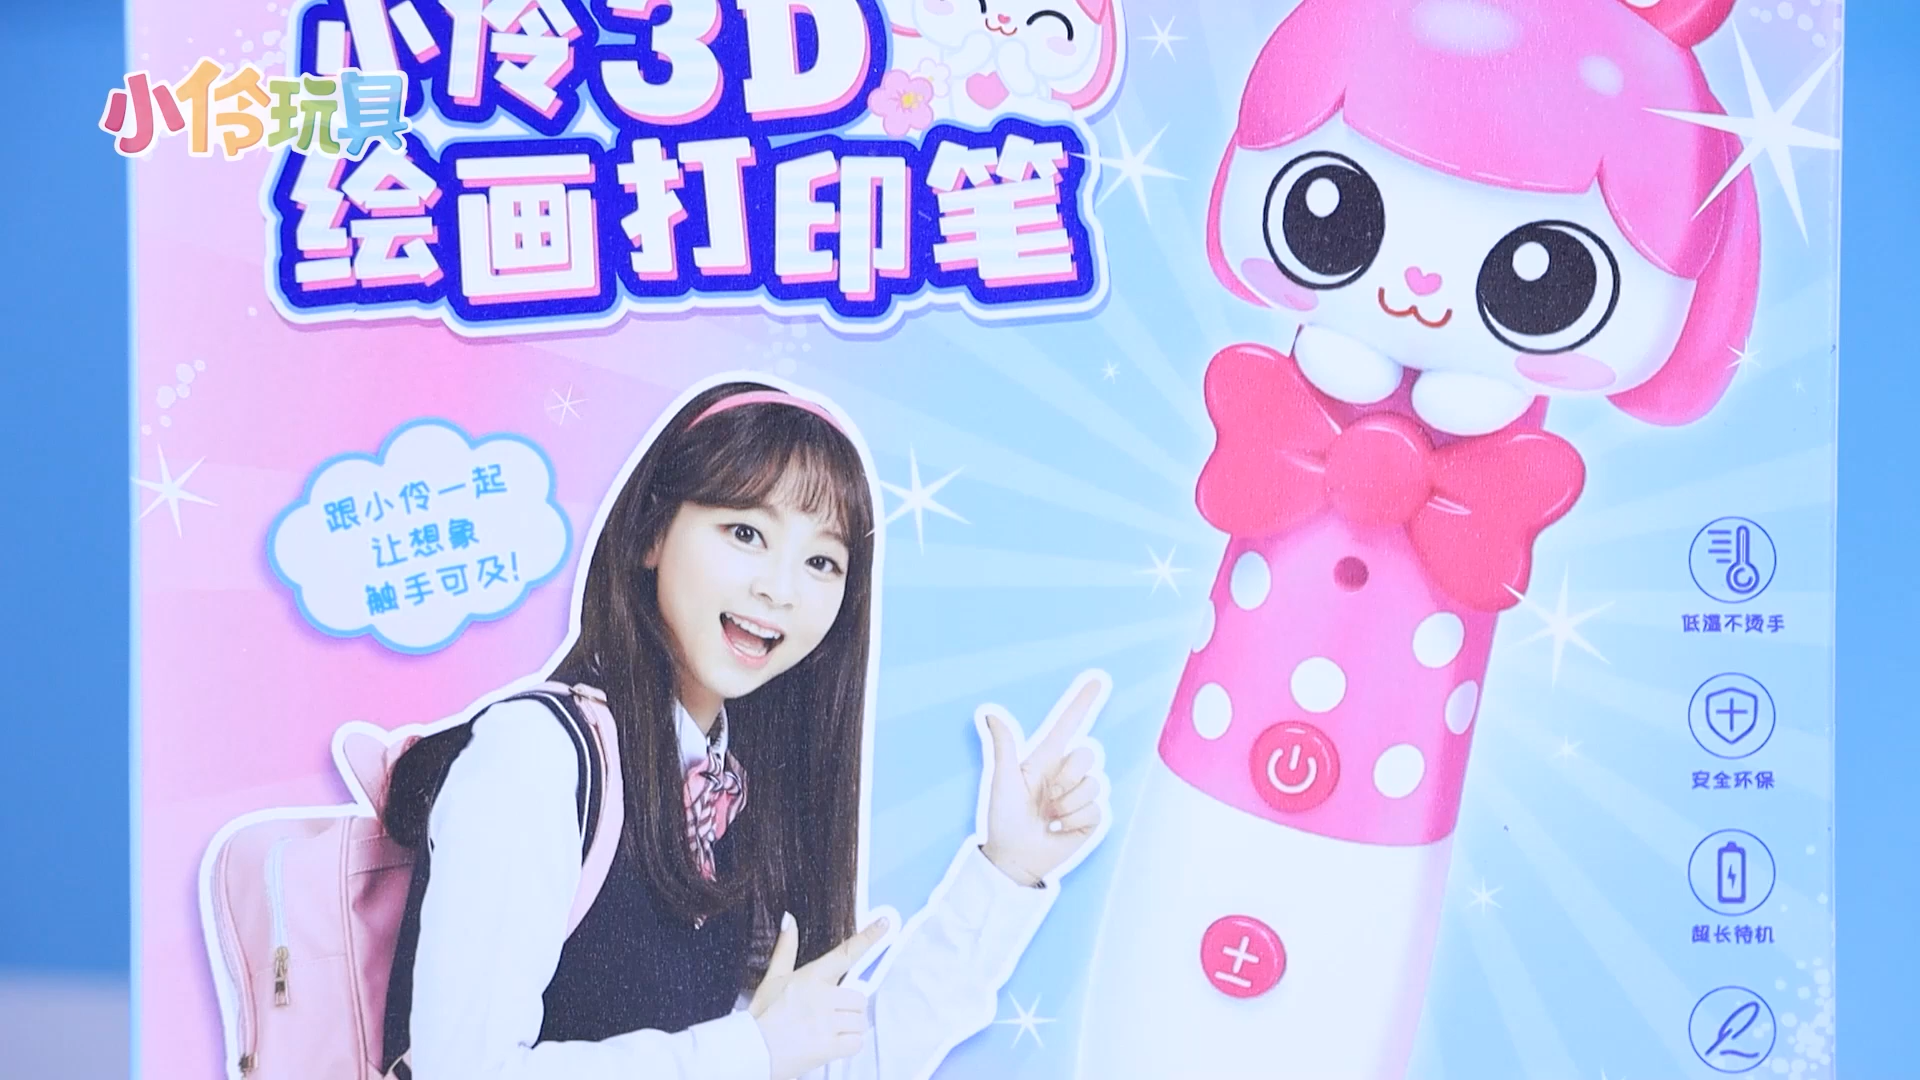 小伶玩具
小伶3D
绘画打印笔
跟小伶一起
让想象
触手可及!
低温不烫手
安全环保
超长待机